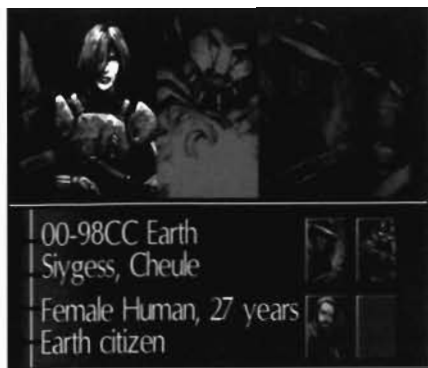 00-98CC Earth
Siygess, Cheule
Female Human, 27 years
Earth citizen